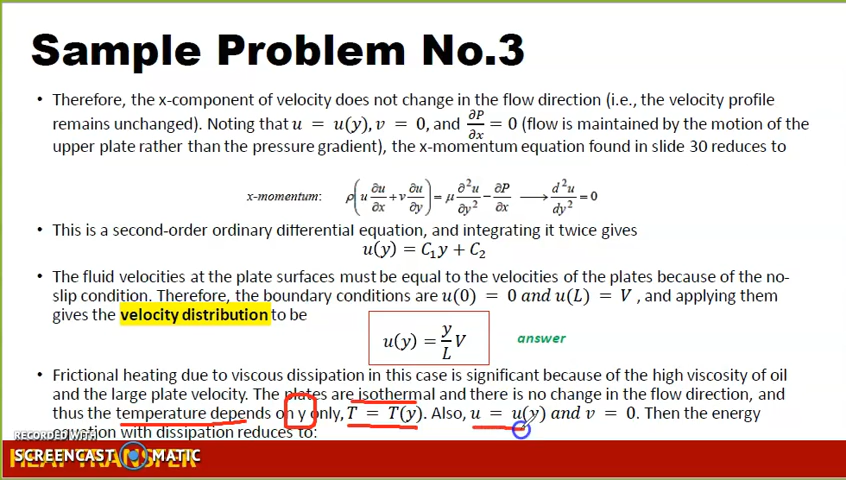 Sample Problem No.3
• Therefore, the x-component of velocity does not change in the flow direction (i.e., the velocity profile
remains unchanged). Noting that u = u(y), v = 0, and ∂P/∂x = 0 (flow is maintained by the motion of the
upper plate rather than the pressure gradient), the x-momentum equation found in slide 30 reduces to
x-momentum: ρ(u ∂u/∂x + v ∂u/∂y) = μ ∂²u/∂y² − ∂P/∂x ⟶ d²u/dy² = 0
• This is a second-order ordinary differential equation, and integrating it twice gives
u(y) = C₁y + C₂
• The fluid velocities at the plate surfaces must be equal to the velocities of the plates because of the no-
slip condition. Therefore, the boundary conditions are u(0) = 0 and u(L) = V , and applying them
gives the velocity distribution to be
u(y) = y/L V answer
• Frictional heating due to viscous dissipation in this case is significant because of the high viscosity of oil
and the large plate velocity. The plates are isothermal and there is no change in the flow direction, and
thus the temperature depends on y only, T = T(y). Also, u = u(y) and v = 0. Then the energy
equation with dissipation reduces to:
RECORDED WITH
SCREENCAST MATIC
HEAT TRANSFER